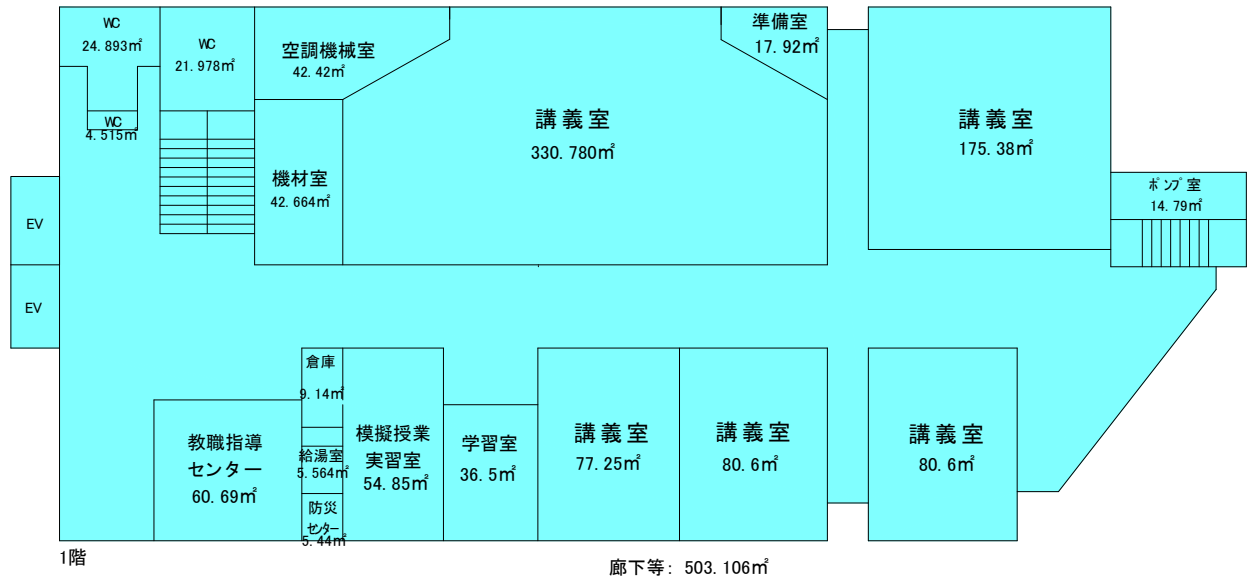 WC
24.893㎡
WC
21.978㎡
WC
4.515㎡
空調機械室
42.42㎡
準備室
17.92㎡
講義室
330.780㎡
講義室
175.38㎡
機材室
42.664㎡
ﾎﾟﾝﾌﾟ室
14.79㎡
EV
EV
倉庫
9.14㎡
教職指導
センター
60.69㎡
給湯室
5.564㎡
防災
ｾﾝﾀｰ
5.44㎡
模擬授業
実習室
54.85㎡
学習室
36.5㎡
講義室
77.25㎡
講義室
80.6㎡
講義室
80.6㎡
1階
廊下等: 503.106㎡